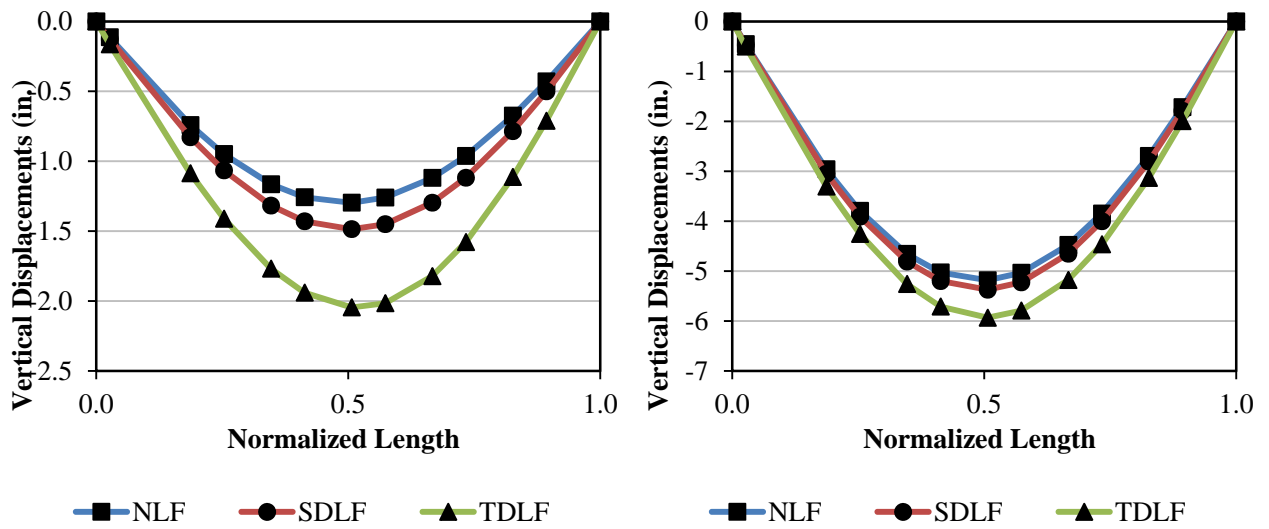 0.0
-0.5
-1.0
-1.5
-2.0
-2.5
Vertical Displacements (in.)
0.0 0.5 1.0
Normalized Length
NLF SDLF TDLF
0
-1
-2
-3
-4
-5
-6
-7
Vertical Displacements (in.)
0.0 0.5 1.0
Normalized Length
NLF SDLF TDLF